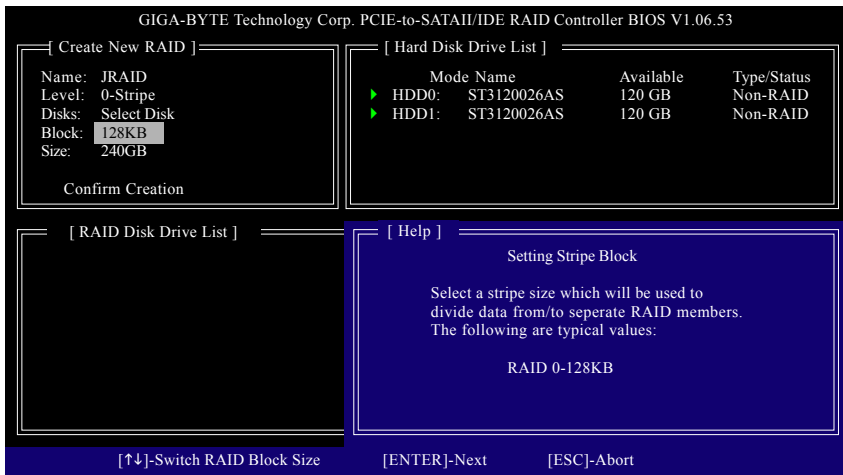 GIGA-BYTE Technology Corp. PCIE-to-SATAII/IDE RAID Controller BIOS V1.06.53
[ Create New RAID ]
Name: JRAID
Level: 0-Stripe
Disks: Select Disk
Block: 128KB
Size: 240GB
Confirm Creation
[ Hard Disk Drive List ]
Mode Name Available Type/Status
HDD0: ST3120026AS 120 GB Non-RAID
HDD1: ST3120026AS 120 GB Non-RAID
[ RAID Disk Drive List ]
[ Help ]
Setting Stripe Block
Select a stripe size which will be used to
divide data from/to seperate RAID members.
The following are typical values:
RAID 0-128KB
[↑↓]-Switch RAID Block Size [ENTER]-Next [ESC]-Abort